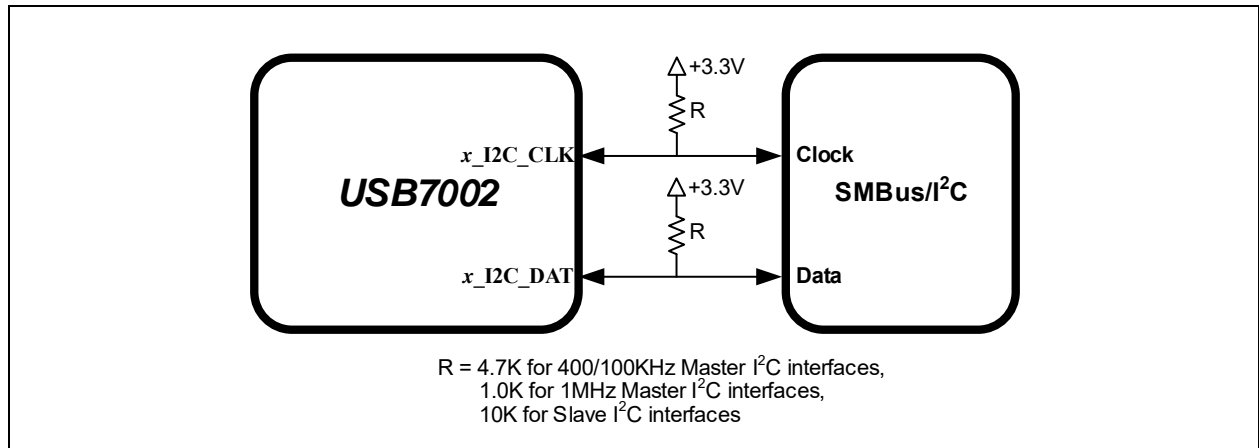 +3.3V
R
x_I2C_CLK
Clock
USB7002
+3.3V
SMBus/I²C
R
x_I2C_DAT
Data
R = 4.7K for 400/100KHz Master I²C interfaces,
1.0K for 1MHz Master I²C interfaces,
10K for Slave I²C interfaces